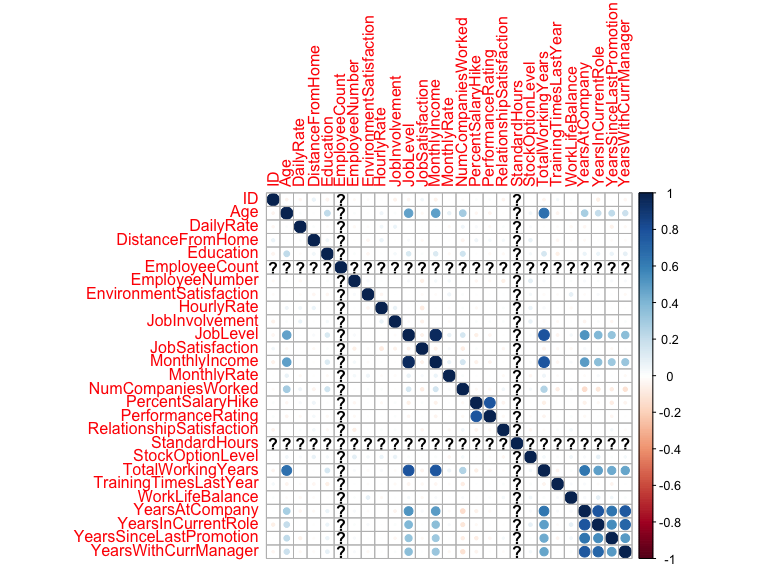 ID
Age
DailyRate
DistanceFromHome
Education
EmployeeCount
EmployeeNumber
EnvironmentSatisfaction
HourlyRate
JobInvolvement
JobLevel
JobSatisfaction
MonthlyIncome
MonthlyRate
NumCompaniesWorked
PercentSalaryHike
PerformanceRating
RelationshipSatisfaction
StandardHours
StockOptionLevel
TotalWorkingYears
TrainingTimesLastYear
WorkLifeBalance
YearsAtCompany
YearsInCurrentRole
YearsSinceLastPromotion
YearsWithCurrManager
ID ? ?
Age ? ?
DailyRate ? ?
DistanceFromHome ? ?
Education ? ?
EmployeeCount ? ? ? ? ? ? ? ? ? ? ? ? ? ? ? ? ? ? ? ? ? ? ? ? ? ?
EmployeeNumber ? ?
EnvironmentSatisfaction ? ?
HourlyRate ? ?
JobInvolvement ? ?
JobLevel ? ?
JobSatisfaction ? ?
MonthlyIncome ? ?
MonthlyRate ? ?
NumCompaniesWorked ? ?
PercentSalaryHike ? ?
PerformanceRating ? ?
RelationshipSatisfaction ? ?
StandardHours ? ? ? ? ? ? ? ? ? ? ? ? ? ? ? ? ? ? ? ? ? ? ? ? ? ?
StockOptionLevel ? ?
TotalWorkingYears ? ?
TrainingTimesLastYear ? ?
WorkLifeBalance ? ?
YearsAtCompany ? ?
YearsInCurrentRole ? ?
YearsSinceLastPromotion ? ?
YearsWithCurrManager ? ?
1
0.8
0.6
0.4
0.2
0
-0.2
-0.4
-0.6
-0.8
-1